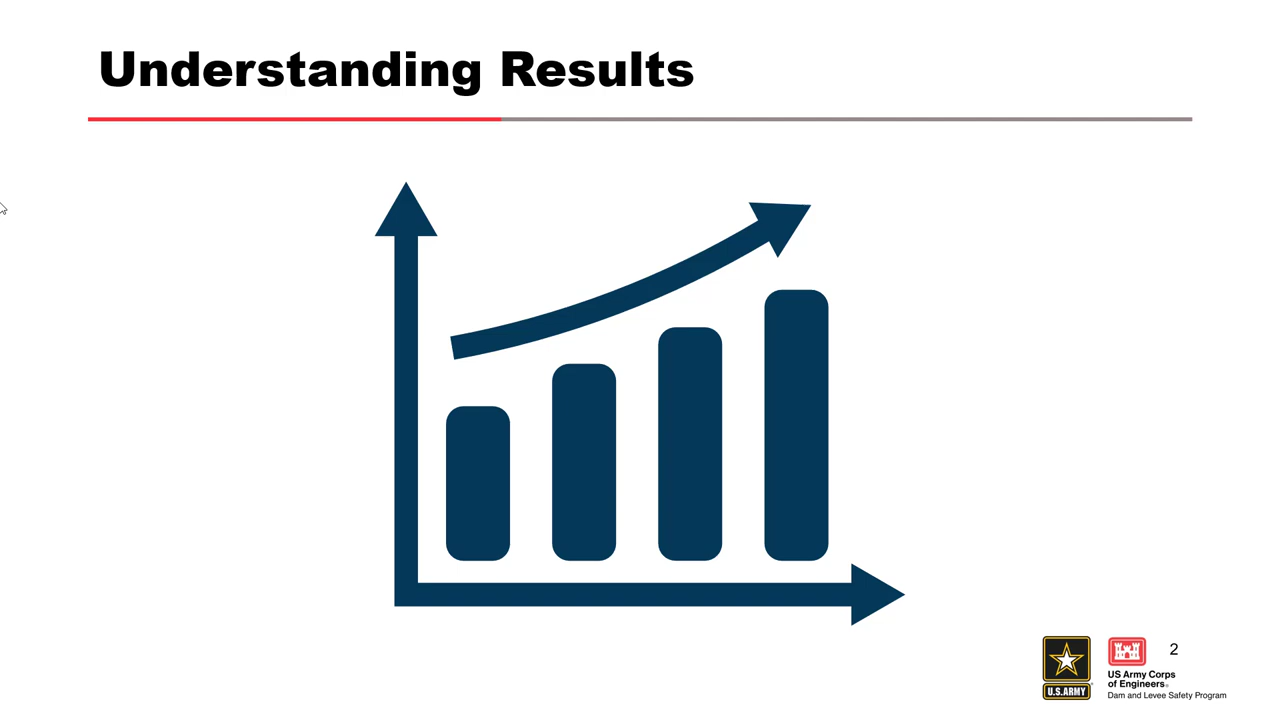 Understanding Results
2
U.S.ARMY
US Army Corps
of Engineers®
Dam and Levee Safety Program